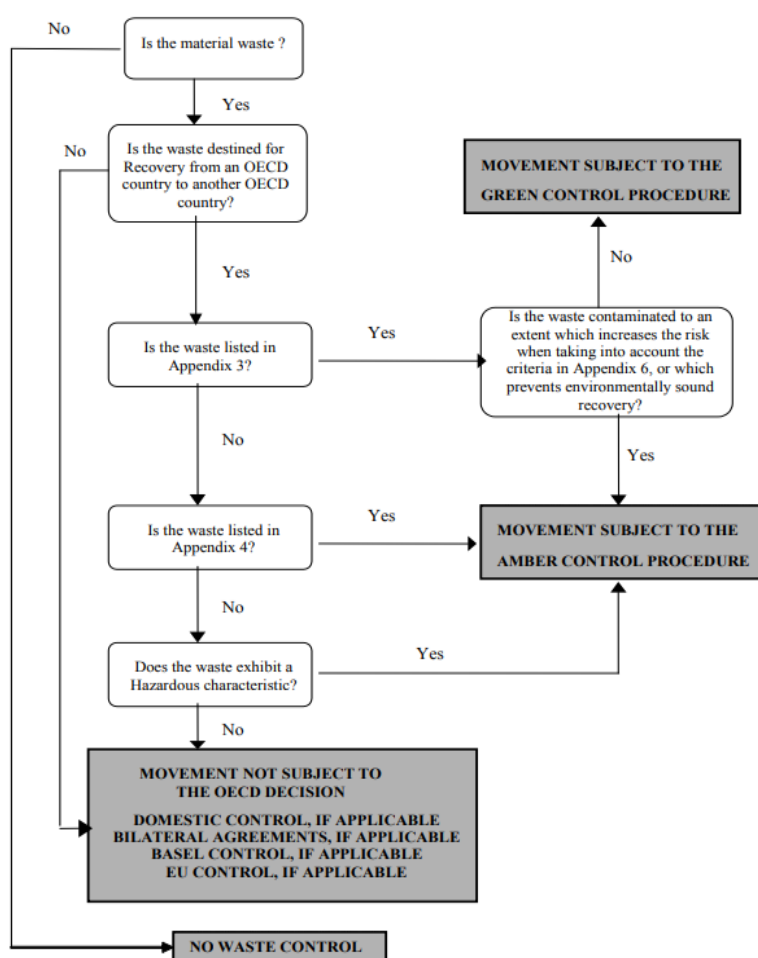 No
Is the material waste ?
Yes
No
Is the waste destined for
Recovery from an OECD
country to another OECD
country?
MOVEMENT SUBJECT TO THE
GREEN CONTROL PROCEDURE
Yes
No
Is the waste listed in
Appendix 3?
Yes
Is the waste contaminated to an
extent which increases the risk
when taking into account the
criteria in Appendix 6, or which
prevents environmentally sound
recovery?
No
Yes
Is the waste listed in
Appendix 4?
Yes
MOVEMENT SUBJECT TO THE
AMBER CONTROL PROCEDURE
No
Does the waste exhibit a
Hazardous characteristic?
Yes
No
MOVEMENT NOT SUBJECT TO
THE OECD DECISION
DOMESTIC CONTROL, IF APPLICABLE
BILATERAL AGREEMENTS, IF APPLICABLE
BASEL CONTROL, IF APPLICABLE
EU CONTROL, IF APPLICABLE
NO WASTE CONTROL